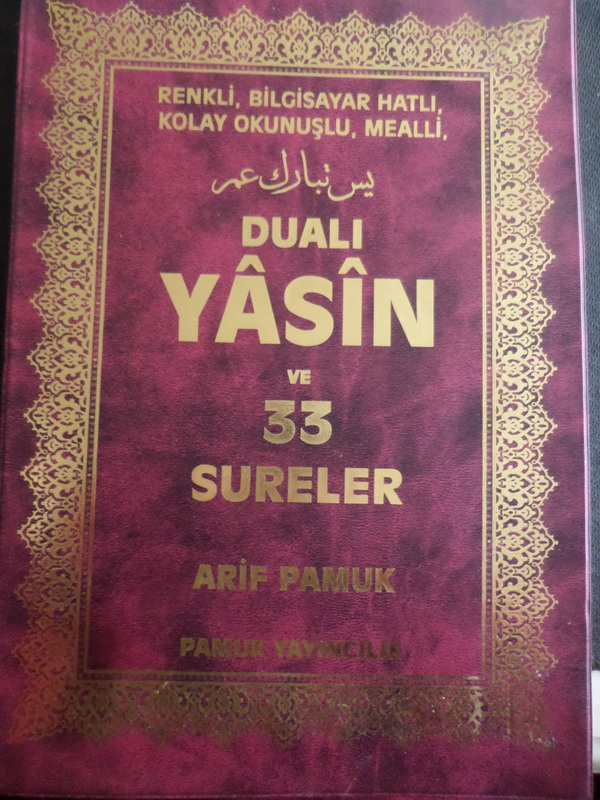 RENKLİ, BİLGİSAYAR HATLI,
KOLAY OKUNUŞLU, MEALLİ,
يس تبارك عم
DUALI
YÂSÎN
VE
33
SURELER
ARİF PAMUK
PAMUK YAYINCILIK